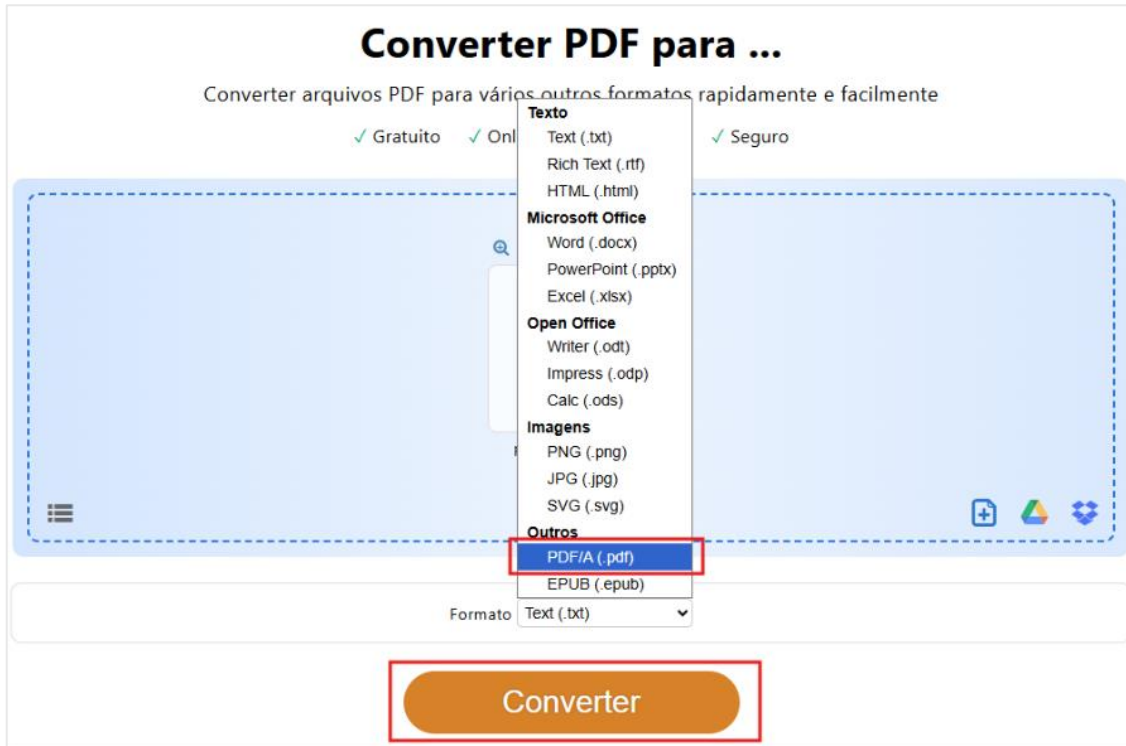 Converter PDF para ...
Converter arquivos PDF para vários outros formatos rapidamente e facilmente
✓ Gratuito ✓ Onl ✓ Seguro
Texto
Text (.txt)
Rich Text (.rtf)
HTML (.html)
Microsoft Office
Word (.docx)
PowerPoint (.pptx)
Excel (.xlsx)
Open Office
Writer (.odt)
Impress (.odp)
Calc (.ods)
Imagens
PNG (.png)
JPG (.jpg)
SVG (.svg)
Outros
PDF/A (.pdf)
EPUB (.epub)
Formato Text (.txt)
Converter